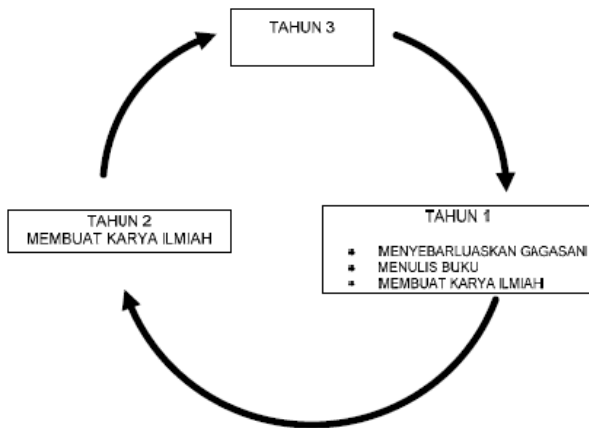 TAHUN 3
TAHUN 2
MEMBUAT KARYA ILMIAH
TAHUN 1
• MENYEBARLUASKAN GAGASANI
• MENULIS BUKU
• MEMBUAT KARYA ILMIAH